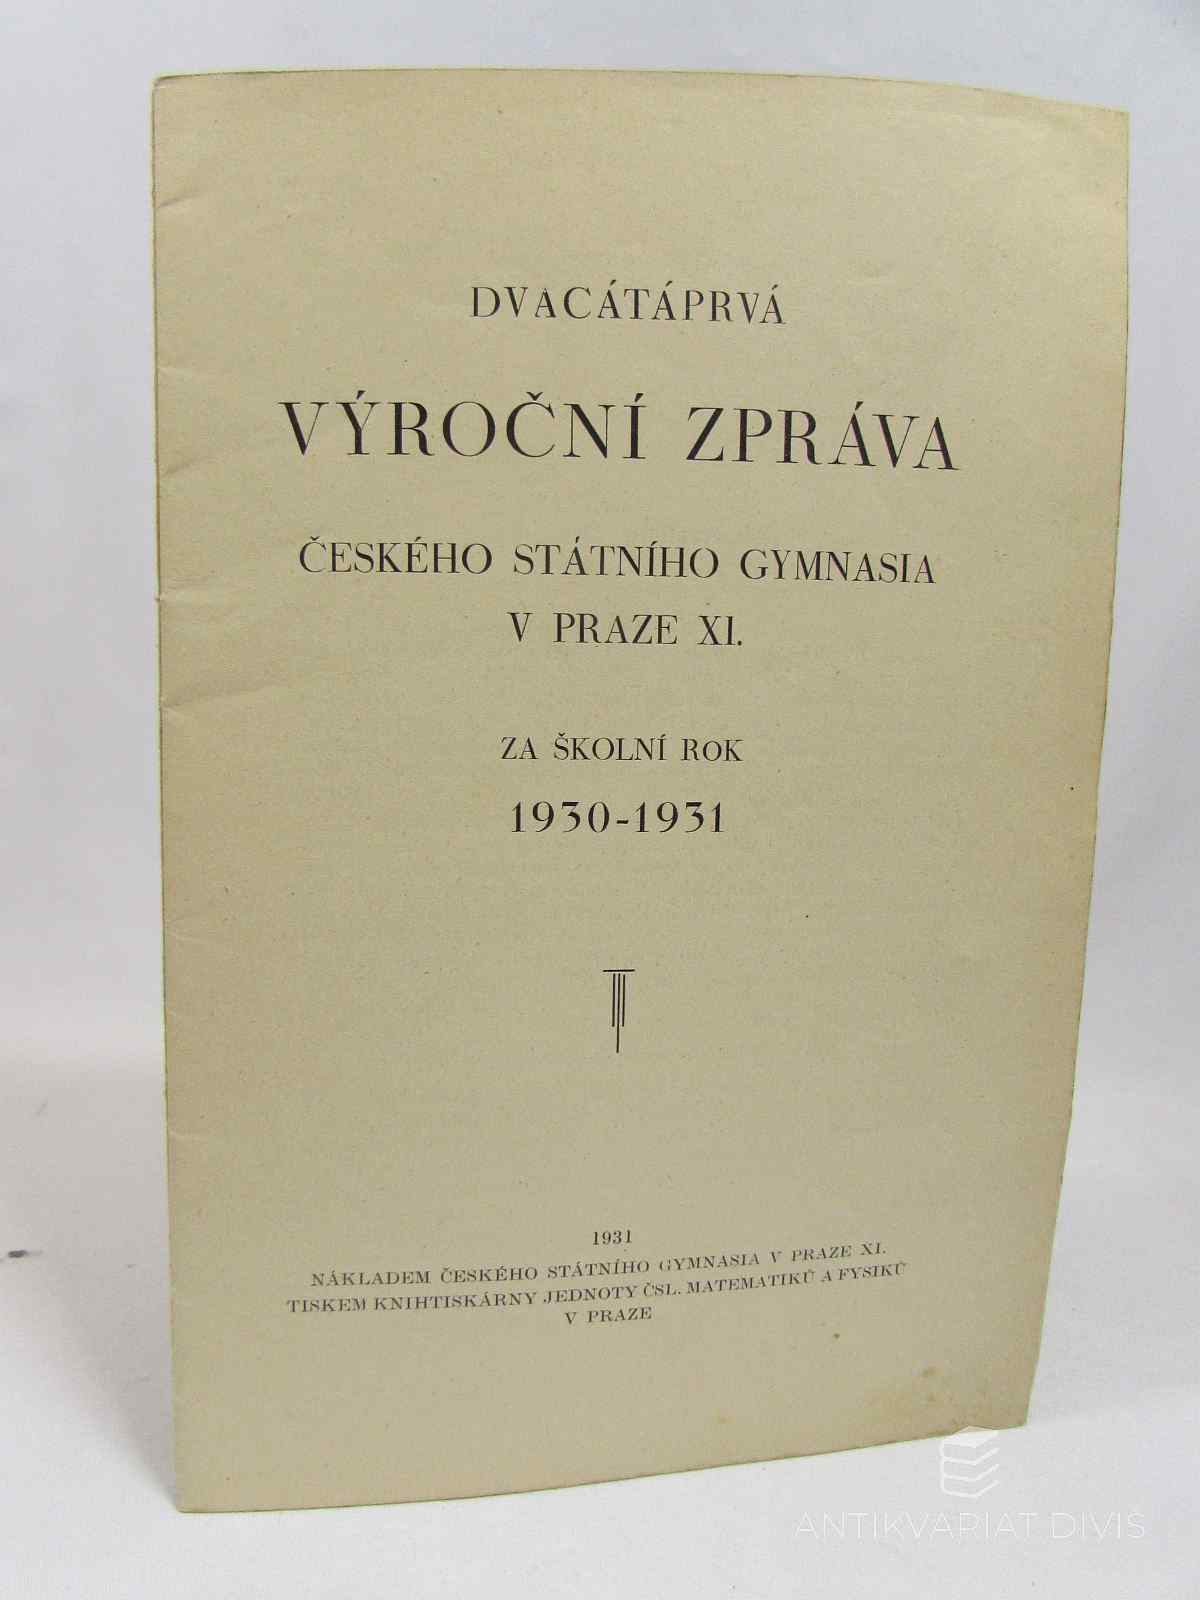 DVACÁTÁPRVÁ
VÝROČNÍ ZPRÁVA
ČESKÉHO STÁTNÍHO GYMNASIA
V PRAZE XI.
ZA ŠKOLNÍ ROK
1930-1931
1931
NÁKLADEM ČESKÉHO STÁTNÍHO GYMNASIA V PRAZE XI.
TISKEM KNIHTISKÁRNY JEDNOTY ČSL. MATEMATIKŮ A FYSIKŮ
V PRAZE
ANTIKVARIAT DIVIŠ